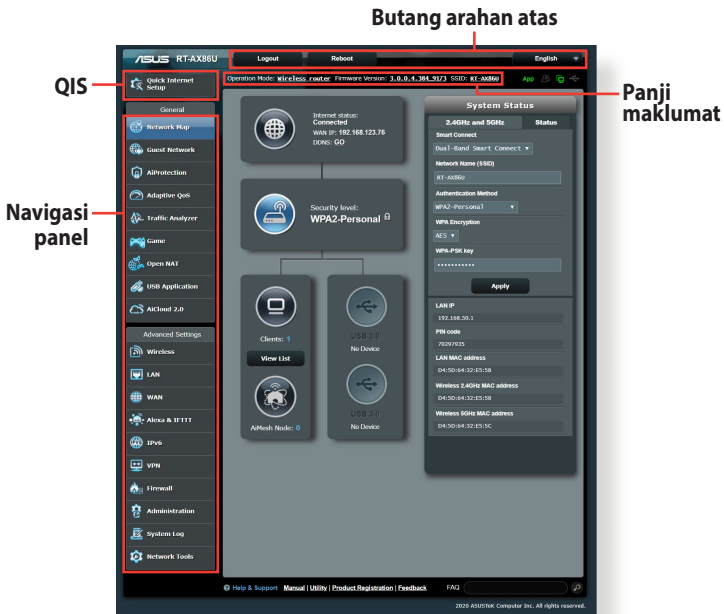 Butang arahan atas
ASUS RT-AX86U
Logout
Reboot
English
QIS
Quick Internet
Setup
Operation Mode: Wireless router Firmware Version: 3.0.0.4.384_9173 SSID: RT-AX86U
App
Panji
maklumat
General
Network Map
Guest Network
AiProtection
Adaptive QoS
Navigasi
panel
Traffic Analyzer
Game
Open NAT
USB Application
AiCloud 2.0
Advanced Settings
Wireless
LAN
WAN
Alexa & IFTTT
IPv6
VPN
Firewall
Administration
System Log
Network Tools
Internet status:
Connected
WAN IP: 192.168.123.76
DDNS: GO
Security level:
WPA2-Personal
Clients: 1
View List
AiMesh Node: 0
USB 3.0
No Device
USB 3.0
No Device
System Status
2.4GHz and 5GHz
Status
Smart Connect
Dual-Band Smart Connect
Network Name (SSID)
RT-AX86U
Authentication Method
WPA2-Personal
WPA Encryption
AES
WPA-PSK key
•••••••••••
Apply
LAN IP
192.168.50.1
PIN code
70297935
LAN MAC address
D4:5D:64:32:E5:58
Wireless 2.4GHz MAC address
D4:5D:64:32:E5:58
Wireless 5GHz MAC address
D4:5D:64:32:E5:5C
Help & Support Manual | Utility | Product Registration | Feedback FAQ
2020 ASUSTeK Computer Inc. All rights reserved.